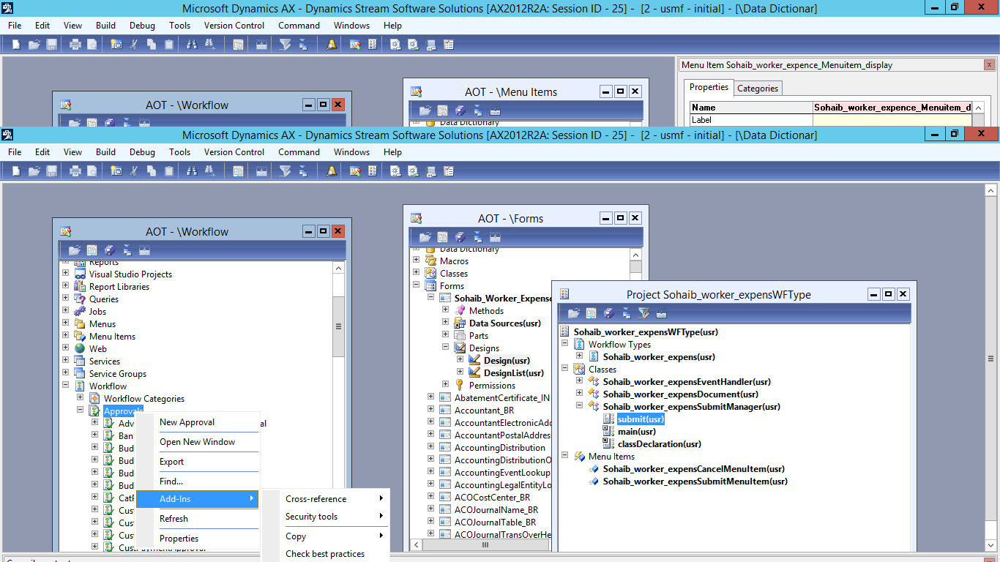 Microsoft Dynamics AX - Dynamics Stream Software Solutions [AX2012R2A: Session ID - 25] - [2 - usmf - initial] - [\Data Dictionar]
File Edit View Build Debug Tools Version Control Command Windows Help
Menu Item Sohaib_worker_expence_Menuitem_display
Properties Categories
Name Sohaib_worker_expence_Menuitem_d
Label
AOT - \Workflow
AOT - \Menu Items
Data Dictionary
Microsoft Dynamics AX - Dynamics Stream Software Solutions [AX2012R2A: Session ID - 25] - [2 - usmf - initial] - [\Data Dictionar]
File Edit View Build Debug Tools Version Control Command Windows Help
AOT - \Workflow
Reports
Visual Studio Projects
Report Libraries
Queries
Jobs
Menus
Menu Items
Web
Services
Service Groups
Workflow
Workflow Categories
Approvals
Adv
Ban
Bud
Bud
Bud
Bud
CatP
Cust
Cust
Cust
New Approval
Open New Window
Export
Find...
Add-Ins
Refresh
Properties
Cross-reference
Security tools
Copy
Check best practices
AOT - \Forms
Data Dictionary
Macros
Classes
Forms
Sohaib_Worker_Expense
Methods
Data Sources(usr)
Parts
Designs
Design(usr)
DesignList(usr)
Permissions
AbatementCertificate_IN
Accountant_BR
AccountantElectronicAdd
AccountantPostalAddress
AccountingDistribution
AccountingDistributionO
AccountingEventLookup
AccountingLegalEntityLo
ACOCostCenter_BR
ACOJournalName_BR
ACOJournalTable_BR
ACOJournalTransOverHe
Project Sohaib_worker_expensWFType
Sohaib_worker_expensWFType(usr)
Workflow Types
Sohaib_worker_expens(usr)
Classes
Sohaib_worker_expensEventHandler(usr)
Sohaib_worker_expensDocument(usr)
Sohaib_worker_expensSubmitManager(usr)
submit(usr)
main(usr)
classDeclaration(usr)
Menu Items
Sohaib_worker_expensCancelMenuItem(usr)
Sohaib_worker_expensSubmitMenuItem(usr)